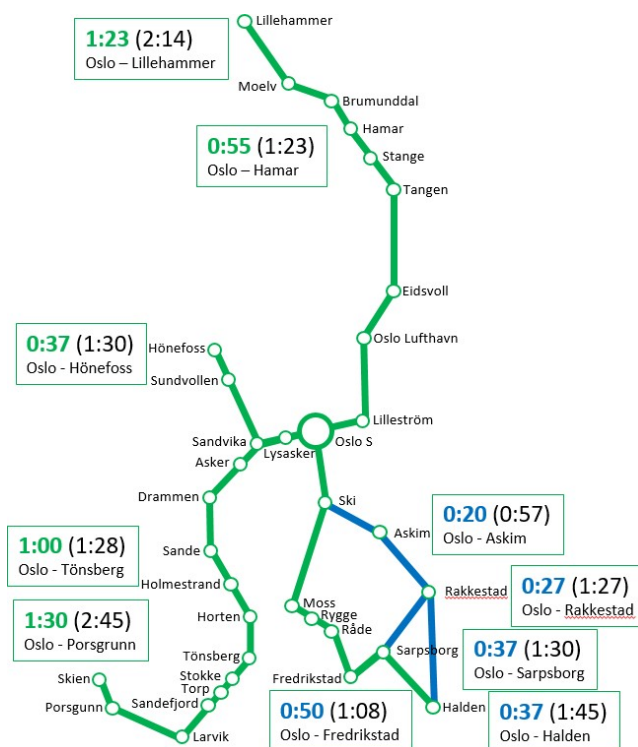 Lillehammer
1:23 (2:14)
Oslo – Lillehammer
Moelv
Brumunddal
Hamar
0:55 (1:23)
Oslo – Hamar
Stange
Tangen
Eidsvoll
Oslo Lufthavn
0:37 (1:30)
Oslo - Hönefoss
Hönefoss
Sundvollen
Lilleström
Sandvika
Oslo S
Lysasker
Asker
Drammen
Ski
0:20 (0:57)
Oslo - Askim
Askim
1:00 (1:28)
Oslo - Tönsberg
Sande
Holmestrand
Rakkestad
0:27 (1:27)
Oslo - Rakkestad
1:30 (2:45)
Oslo - Porsgrunn
Horten
Moss
Rygge
Råde
Tönsberg
Sarpsborg
0:37 (1:30)
Oslo - Sarpsborg
Skien
Stokke
Torp
Fredrikstad
Porsgunn
Sandefjord
Larvik
0:50 (1:08)
Oslo - Fredrikstad
Halden
0:37 (1:45)
Oslo - Halden